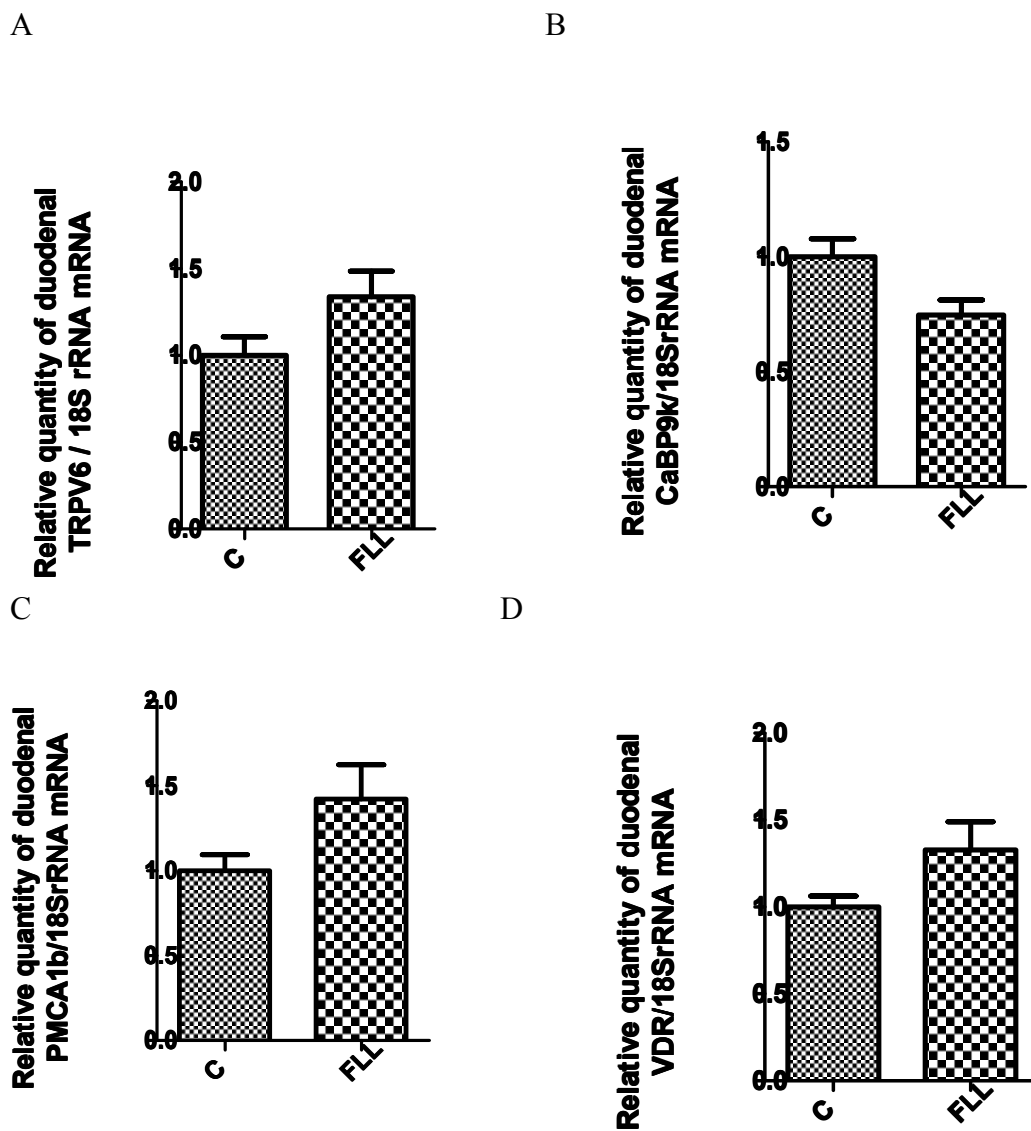 A
B
Relative quantity of duodenal
TRPV6 / 18S rRNA mRNA
2.0
1.5
1.0
0.5
0.0
C
FLL
Relative quantity of duodenal
CaBP9k/18SrRNA mRNA
1.5
1.0
0.5
0.0
C
FLL
C
D
Relative quantity of duodenal
PMCA1b/18SrRNA mRNA
2.0
1.5
1.0
0.5
0.0
C
FLL
Relative quantity of duodenal
VDR/18SrRNA mRNA
2.0
1.5
1.0
0.5
0.0
C
FLL